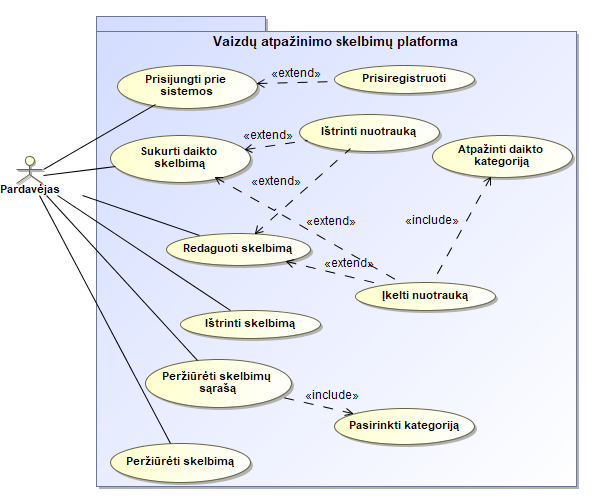 Vaizdų atpažinimo skelbimų platforma
Prisijungti prie
sistemos
«extend»
Prisiregistruoti
Sukurti daikto
skelbimą
«extend»
Ištrinti nuotrauką
Atpažinti daikto
kategoriją
Pardavėjas
«extend»
«extend»
«include»
Redaguoti skelbimą
«extend»
Įkelti nuotrauką
Ištrinti skelbimą
Peržiūrėti skelbimų
sąrašą
«include»
Pasirinkti kategoriją
Peržiūrėti skelbimą